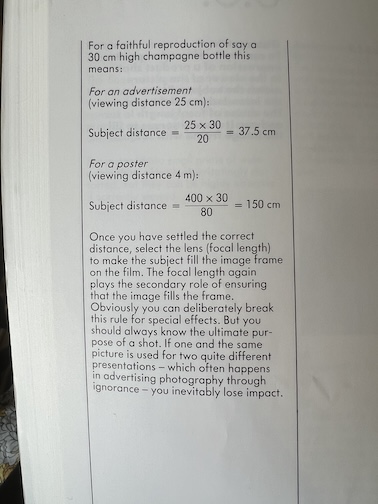 For a faithful reproduction of say a
30 cm high champagne bottle this
means:
For an advertisement
(viewing distance 25 cm):
Subject distance = 25 × 30 / 20 = 37.5 cm
For a poster
(viewing distance 4 m):
Subject distance = 400 × 30 / 80 = 150 cm
Once you have settled the correct
distance, select the lens (focal length)
to make the subject fill the image frame
on the film. The focal length again
plays the secondary role of ensuring
that the image fills the frame.
Obviously you can deliberately break
this rule for special effects. But you
should always know the ultimate pur-
pose of a shot. If one and the same
picture is used for two quite different
presentations – which often happens
in advertising photography through
ignorance – you inevitably lose impact.